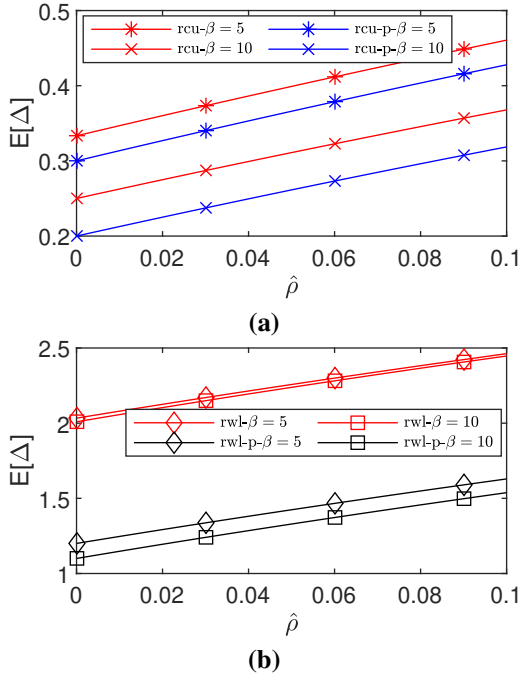 (a)
rcu-β = 5 rcu-p-β = 5
rcu-β = 10 rcu-p-β = 10
0.5
0.4
0.3
0.2
E[Δ]
0 0.02 0.04 0.06 0.08 0.1
ρ̂
(a)
2.5
2
1.5
1
E[Δ]
rwl-β = 5 rwl-β = 10
rwl-p-β = 5 rwl-p-β = 10
0 0.02 0.04 0.06 0.08 0.1
ρ̂
(b)